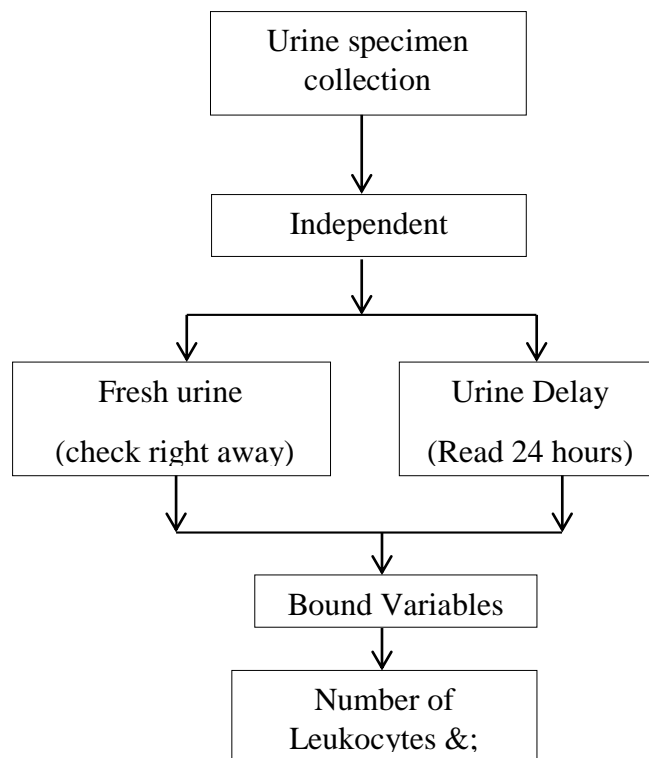 Urine specimen
collection
Independent
Fresh urine
(check right away)
Urine Delay
(Read 24 hours)
Bound Variables
Number of
Leukocytes &;